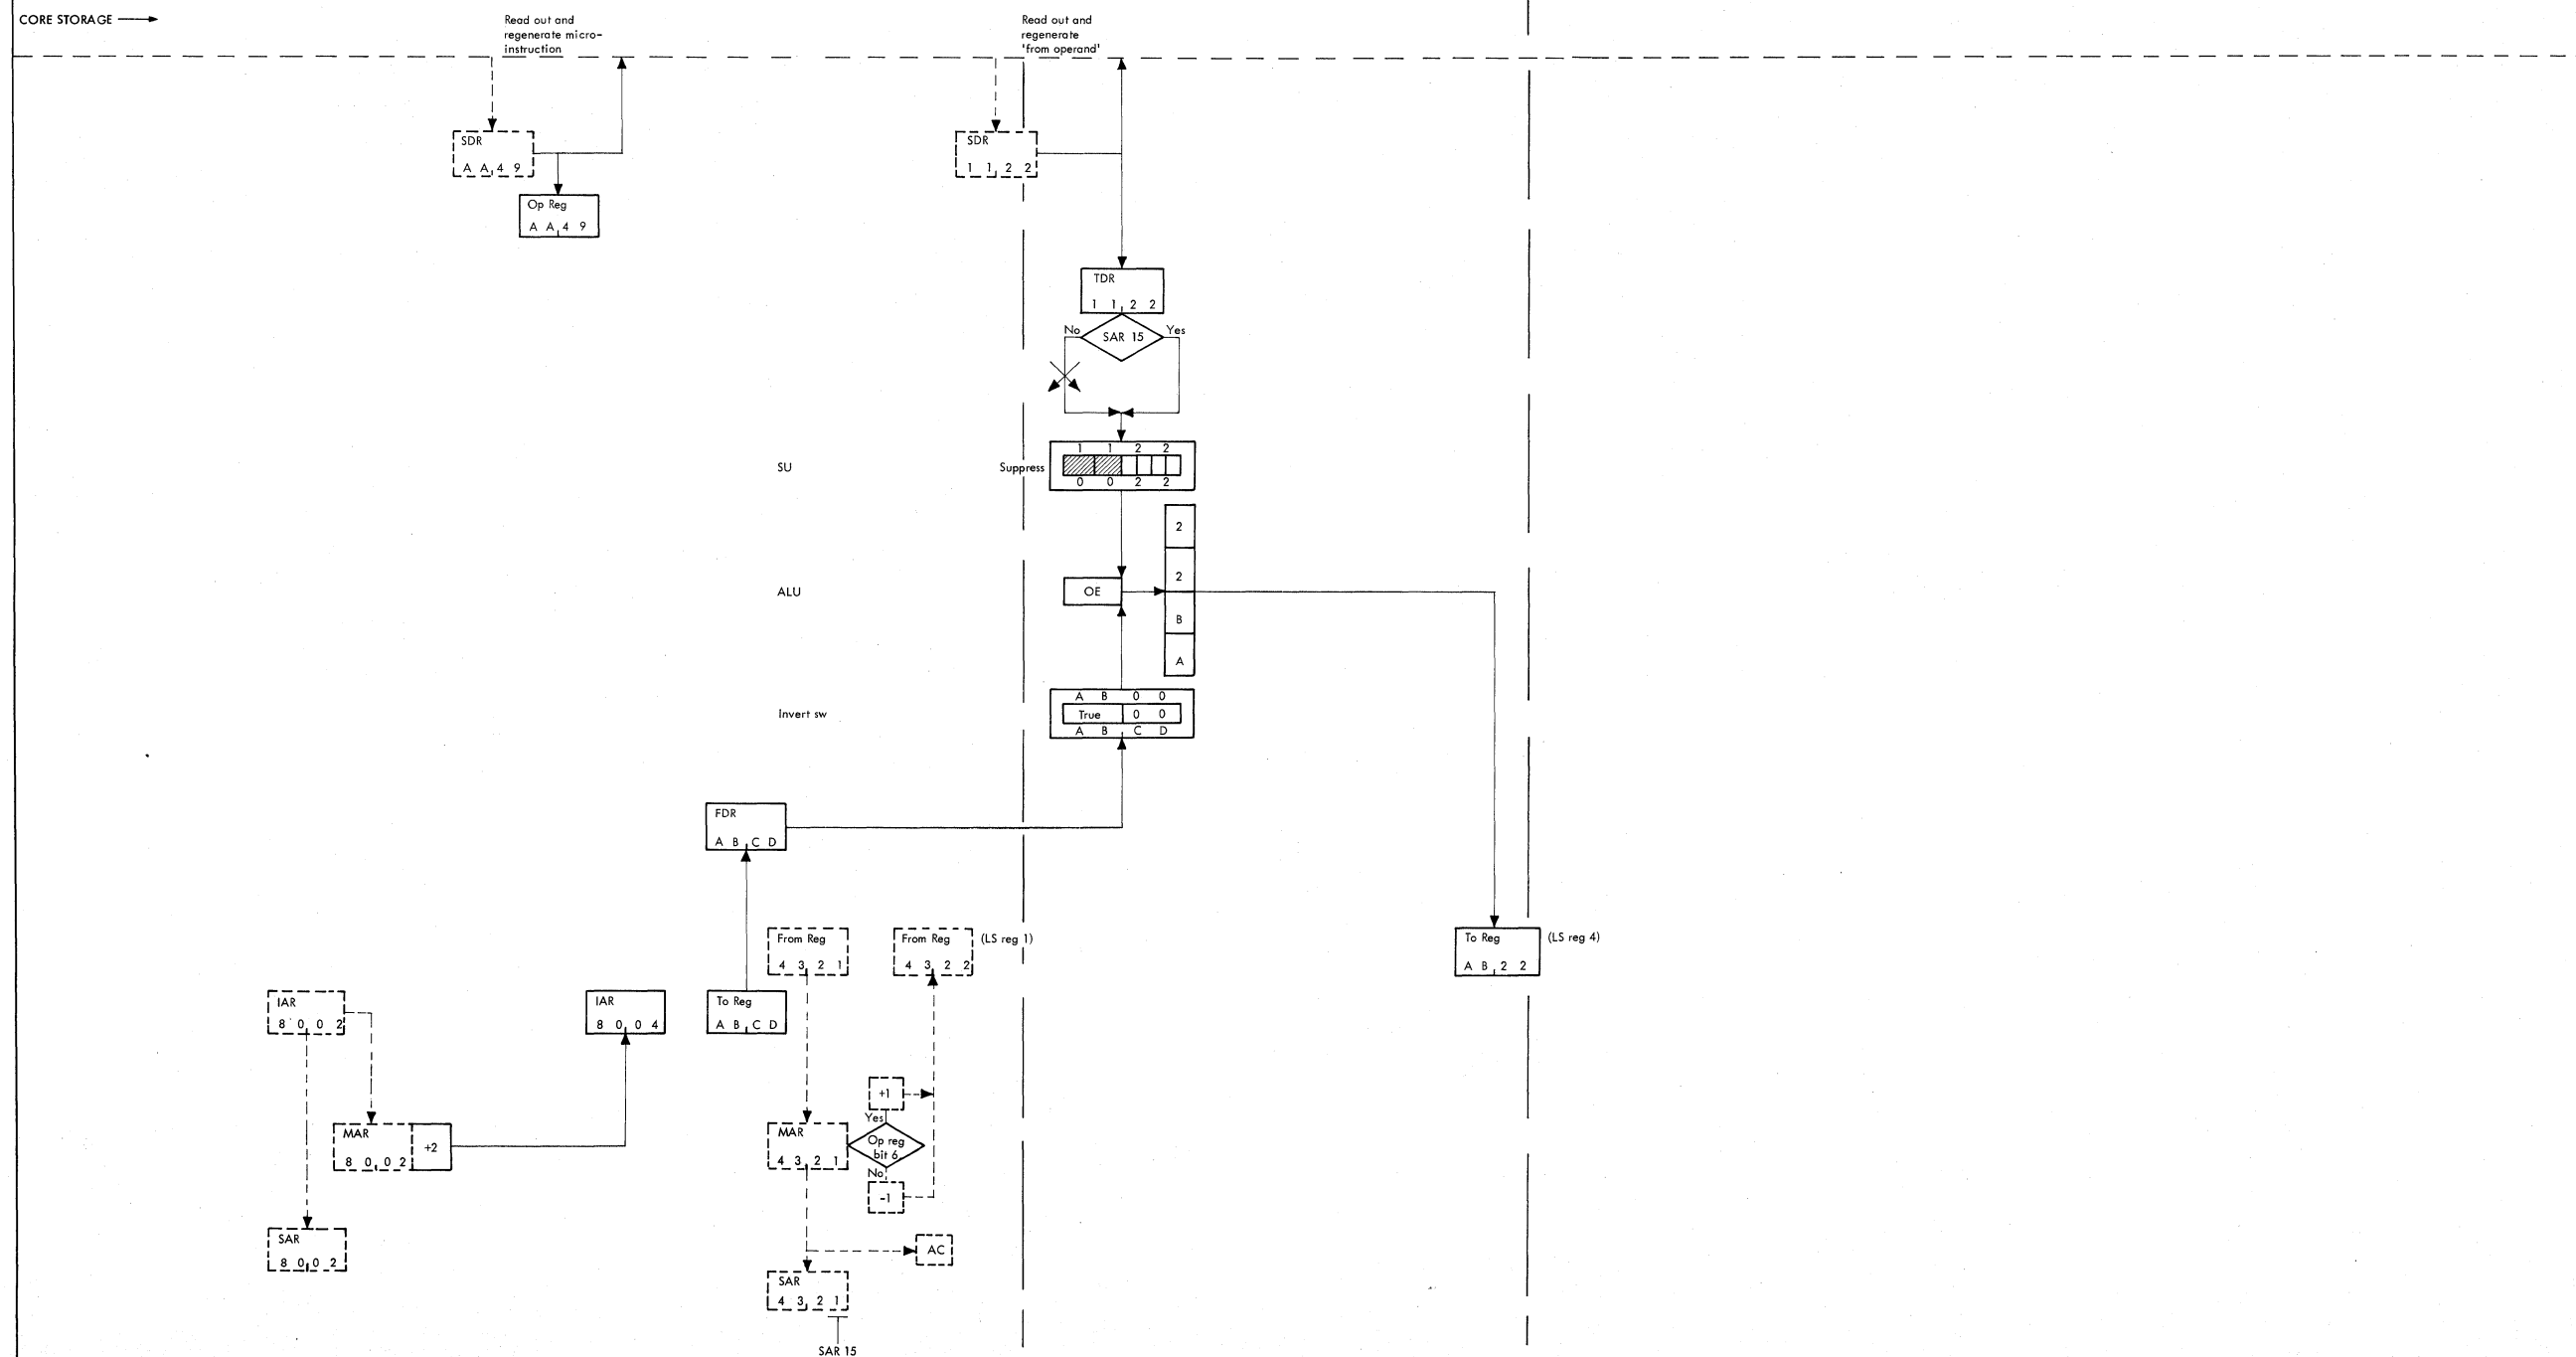 CORE STORAGE
Read out and
regenerate micro-
instruction
Read out and
regenerate
'from operand'
SDR
A A 4 9
SDR
1 1 2 2
Op Reg
A A 4 9
TDR
1 1 2 2
No
SAR 15
Yes
SU
Suppress
1 1 2 2
0 0 2 2
2
2
B
A
ALU
OE
Invert sw
A B 0 0
True 0 0
A B C D
FDR
A B C D
From Reg
4 3 2 1
From Reg
4 3 2 2
(LS reg 1)
To Reg
A B 2 2
(LS reg 4)
IAR
8 0 0 2
IAR
8 0 0 4
To Reg
A B C D
+1
Yes
MAR
8 0 0 2
+2
MAR
4 3 2 1
Op reg
bit 6
No
-1
SAR
8 0 0 2
AC
SAR
4 3 2 1
SAR 15